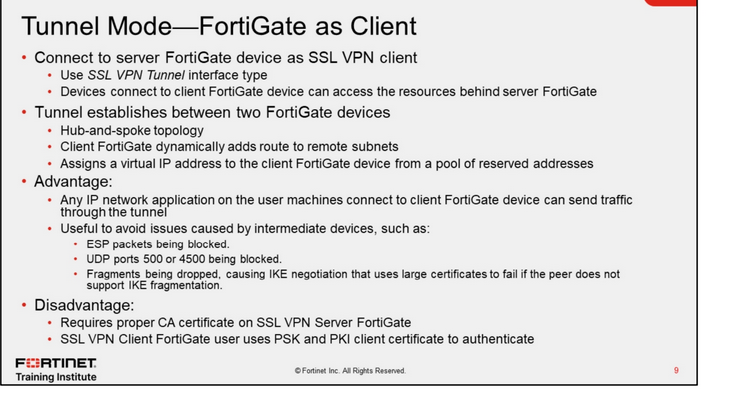 Tunnel Mode—FortiGate as Client
• Connect to server FortiGate device as SSL VPN client
• Use SSL VPN Tunnel interface type
• Devices connect to client FortiGate device can access the resources behind server FortiGate
• Tunnel establishes between two FortiGate devices
• Hub-and-spoke topology
• Client FortiGate dynamically adds route to remote subnets
• Assigns a virtual IP address to the client FortiGate device from a pool of reserved addresses
• Advantage:
• Any IP network application on the user machines connect to client FortiGate device can send traffic
through the tunnel
• Useful to avoid issues caused by intermediate devices, such as:
• ESP packets being blocked.
• UDP ports 500 or 4500 being blocked.
• Fragments being dropped, causing IKE negotiation that uses large certificates to fail if the peer does not
support IKE fragmentation.
• Disadvantage:
• Requires proper CA certificate on SSL VPN Server FortiGate
• SSL VPN Client FortiGate user uses PSK and PKI client certificate to authenticate
FORTINET
Training Institute
© Fortinet Inc. All Rights Reserved.
9